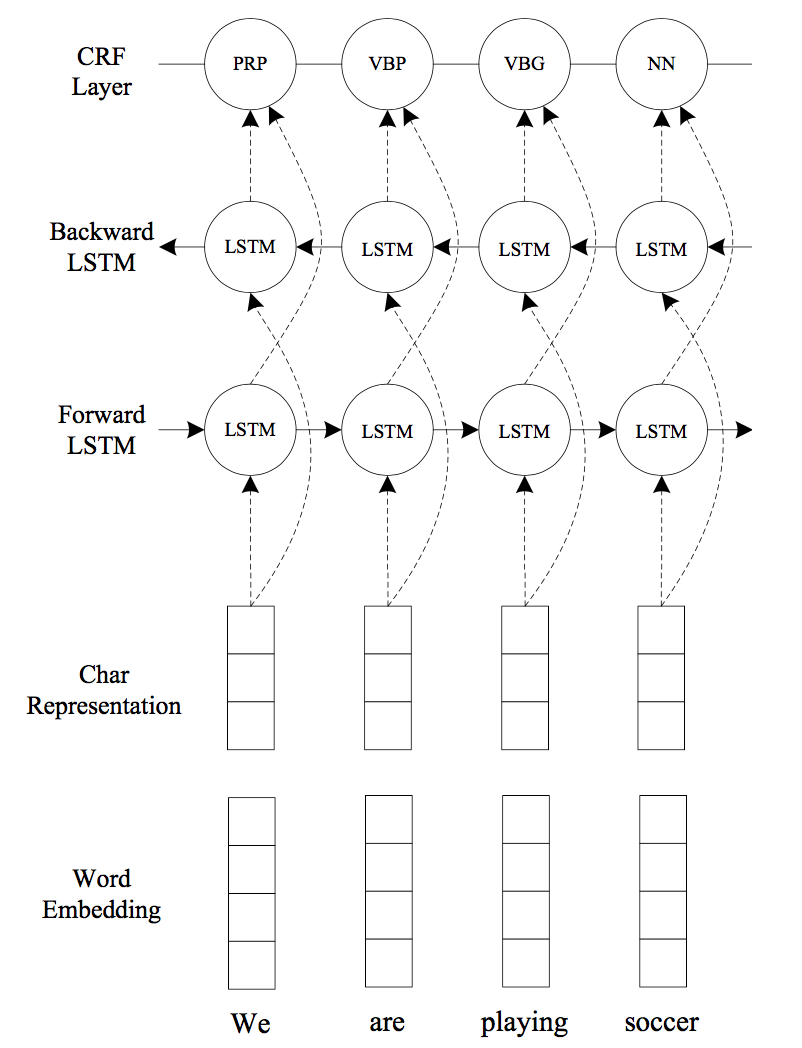 CRF
Layer
PRP VBP VBG NN
Backward
LSTM
LSTM LSTM LSTM LSTM
Forward
LSTM
LSTM LSTM LSTM LSTM
Char
Representation
Word
Embedding
We are playing soccer